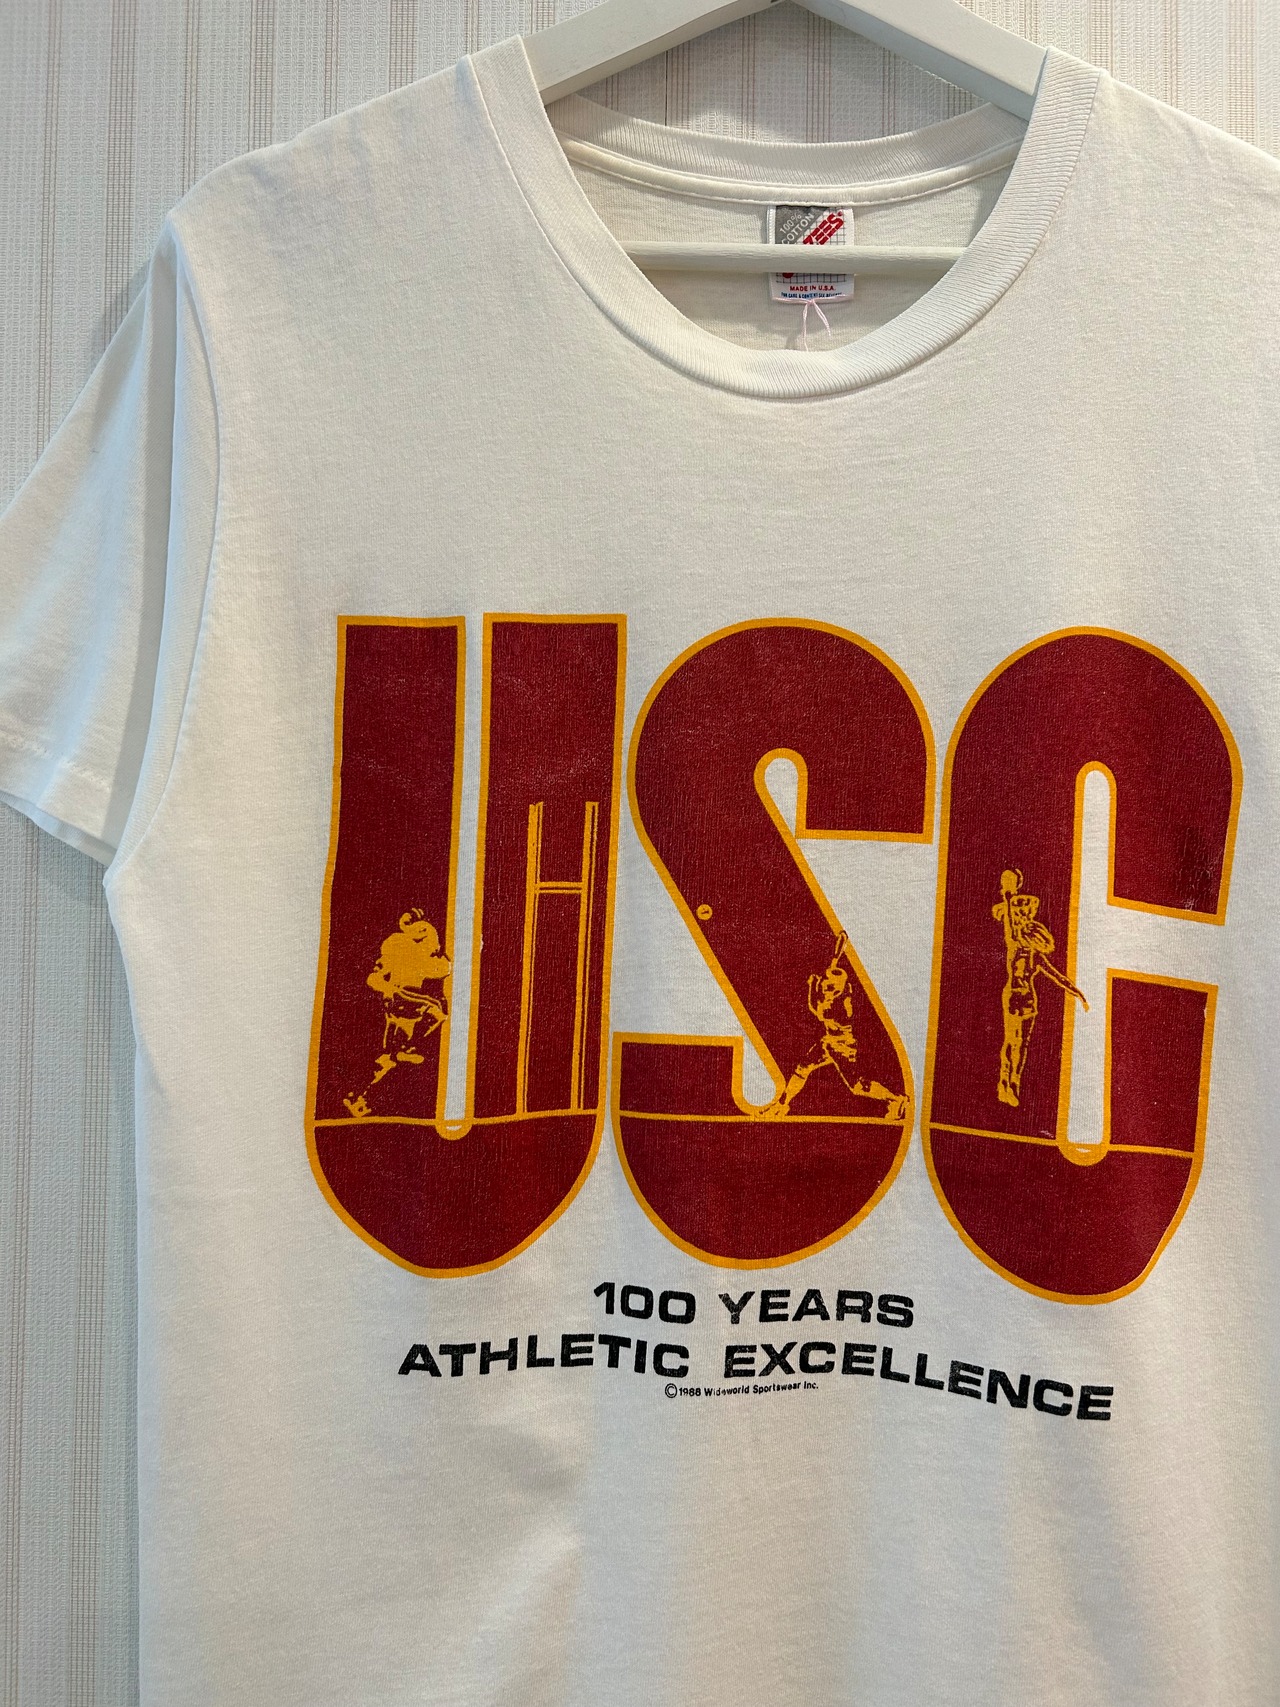 100%
COTTON
MADE IN U.S.A.
USC
100 YEARS
ATHLETIC EXCELLENCE
©1988 Wideworld Sportswear Inc.